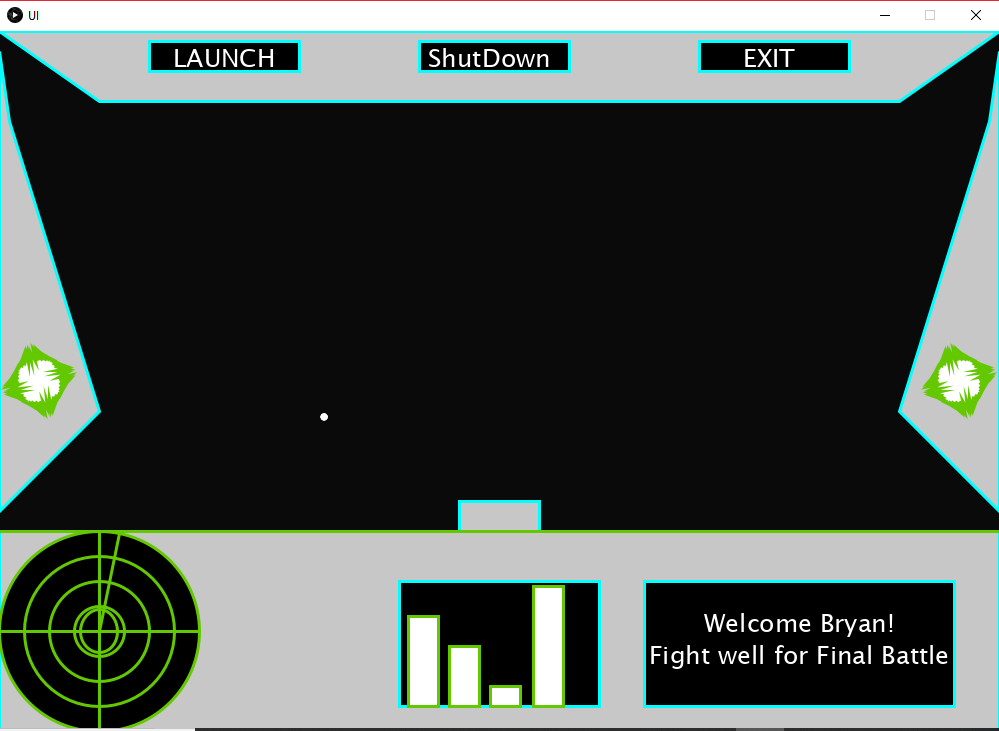 UI
LAUNCH
ShutDown
EXIT
Welcome Bryan!
Fight well for Final Battle